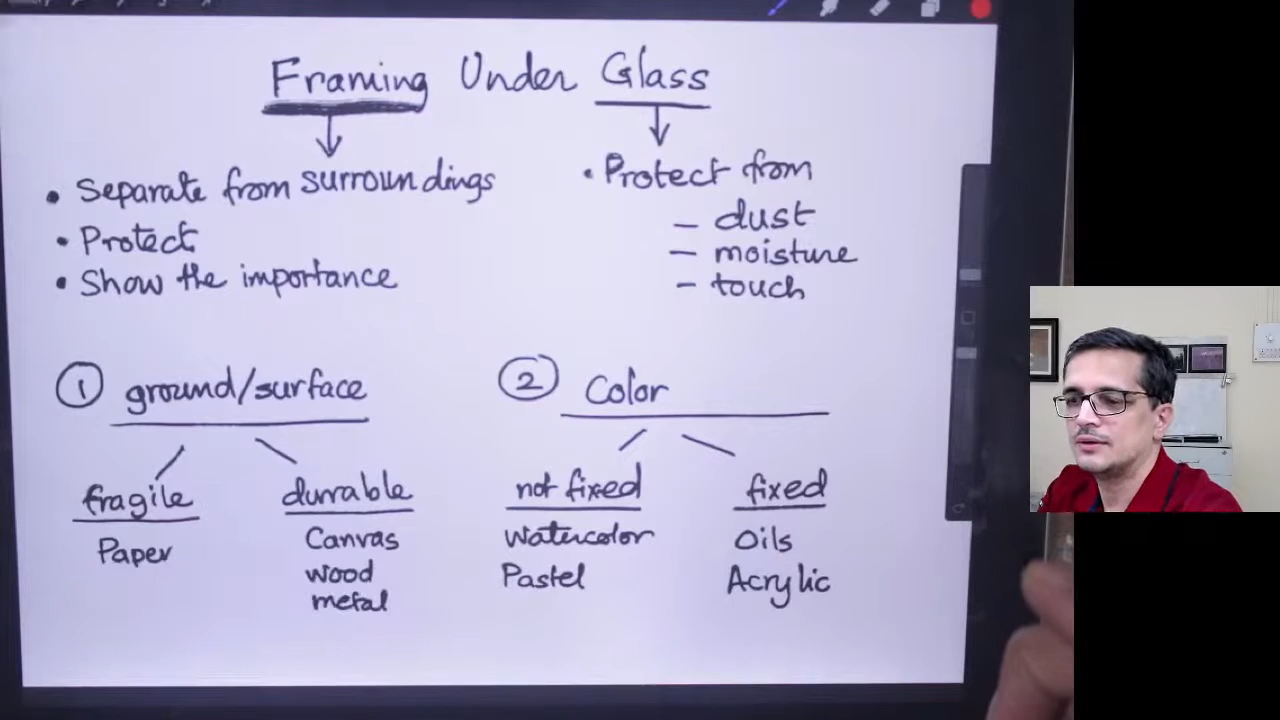 Framing Under Glass
• Separate from surroundings
• Protect
• Show the importance
• Protect from
– dust
– moisture
– touch
① ground/surface
fragile
Paper
durable
Canvas
wood
metal
② Color
not fixed
Watercolor
Pastel
fixed
Oils
Acrylic